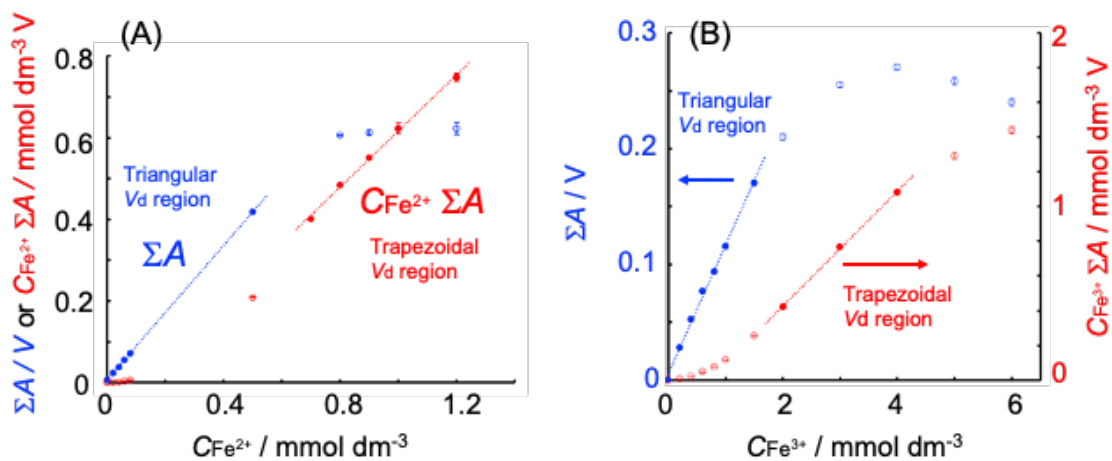 (A)
ΣA / V or CFe²⁺ ΣA / mmol dm⁻³ V
0.8
0.6
0.4
0.2
0
Triangular
Vd region
ΣA
CFe²⁺ ΣA
Trapezoidal
Vd region
0
0.4
0.8
1.2
CFe²⁺ / mmol dm⁻³
(B)
ΣA / V
0.3
0.2
0.1
0
Triangular
Vd region
Trapezoidal
Vd region
2
1
0
CFe³⁺ ΣA / mmol dm⁻³ V
0
2
4
6
CFe³⁺ / mmol dm⁻³